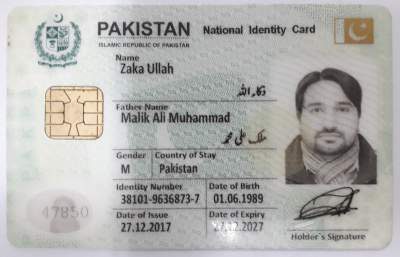 PAKISTAN National Identity Card
ISLAMIC REPUBLIC OF PAKISTAN
Name
Zaka Ullah
ذکاء اللہ
Father Name
Malik Ali Muhammad
ملک علی محمد
Gender Country of Stay
M Pakistan
Identity Number Date of Birth
38101-9636873-7 01.06.1989
Date of Issue Date of Expiry
27.12.2017 27.12.2027
47850
Holder's Signature